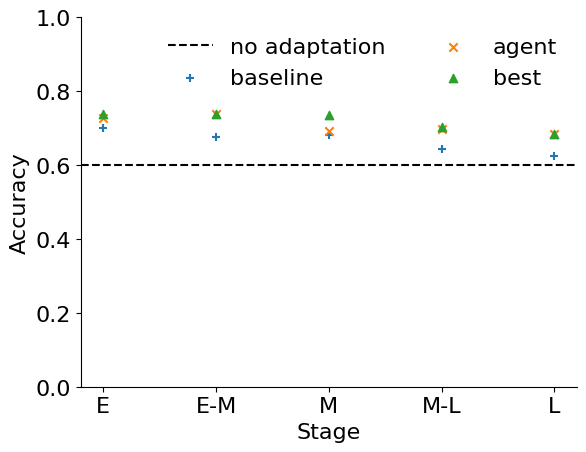 no adaptation
baseline
agent
best
1.0
0.8
0.6
0.4
0.2
0.0
Accuracy
E
E-M
M
M-L
L
Stage